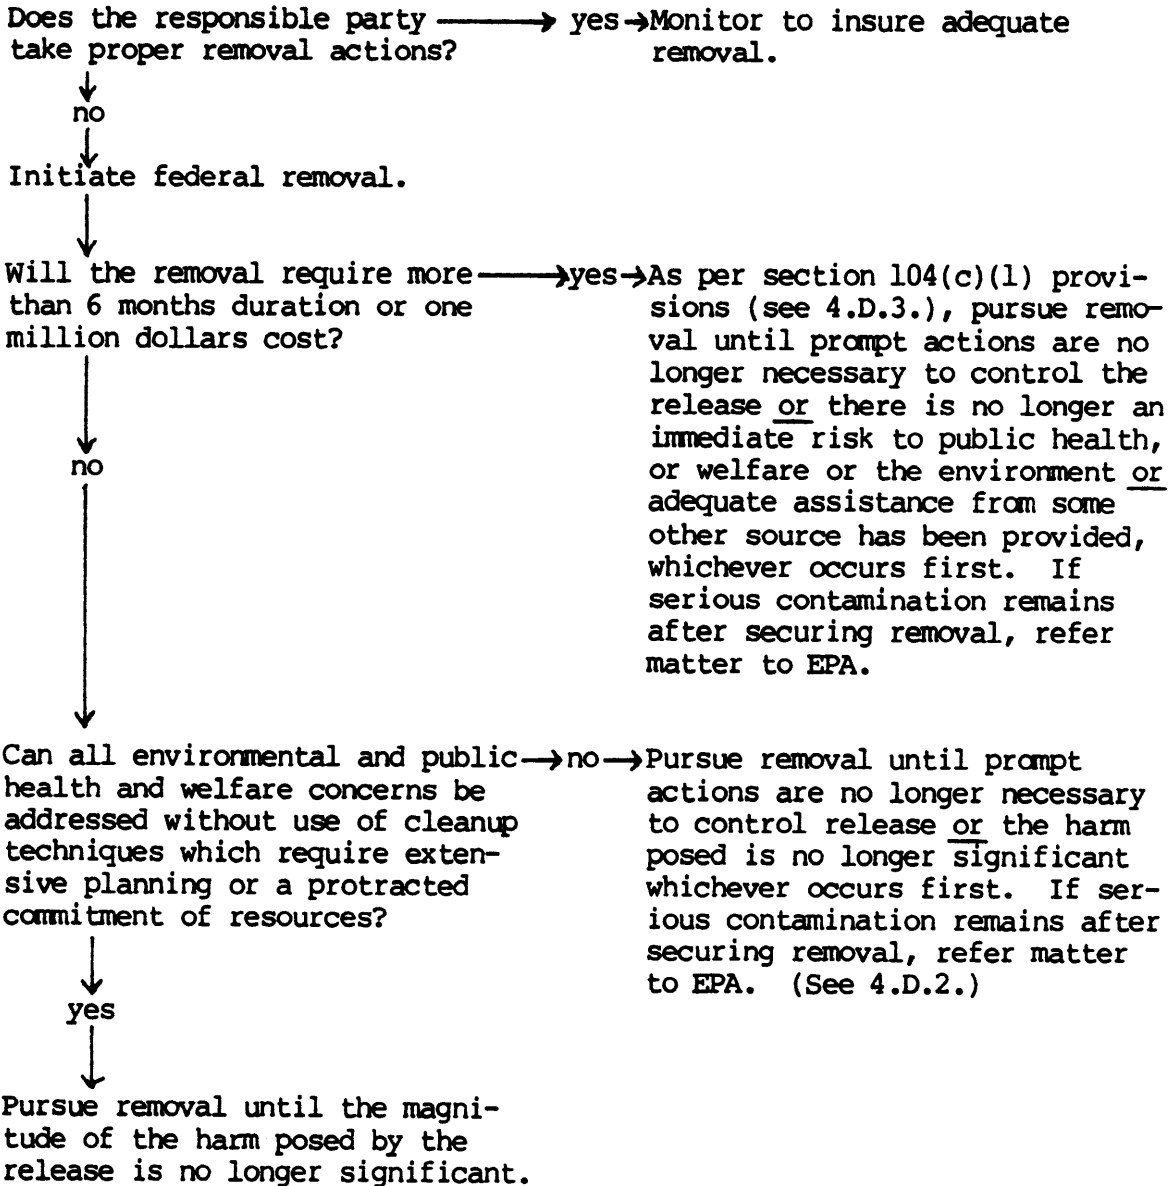 Does the responsible party → yes → Monitor to insure adequate
take proper removal actions? removal.
no
Initiate federal removal.
Will the removal require more → yes → As per section 104(c)(1) provi-
than 6 months duration or one sions (see 4.D.3.), pursue remo-
million dollars cost? val until prompt actions are no
longer necessary to control the
release or there is no longer an
immediate risk to public health,
no
or welfare or the environment or
adequate assistance from some
other source has been provided,
whichever occurs first. If
serious contamination remains
after securing removal, refer
matter to EPA.
Can all environmental and public → no → Pursue removal until prompt
health and welfare concerns be actions are no longer necessary
addressed without use of cleanup to control release or the harm
techniques which require exten- posed is no longer significant
sive planning or a protracted whichever occurs first. If ser-
commitment of resources? ious contamination remains after
securing removal, refer matter
to EPA. (See 4.D.2.)
yes
Pursue removal until the magni-
tude of the harm posed by the
release is no longer significant.